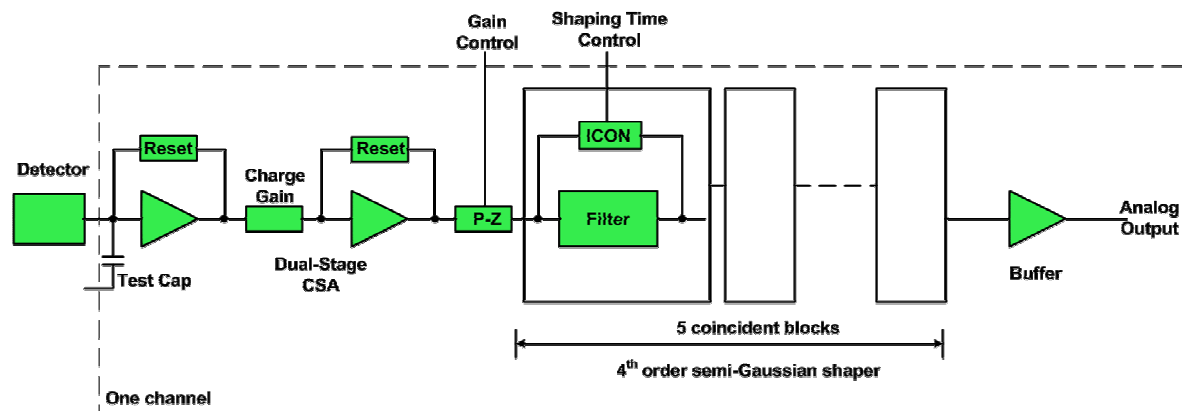 Gain
Control
Shaping Time
Control
Detector
Reset
Charge
Gain
Reset
ICON
P-Z
Filter
Test Cap
Dual-Stage
CSA
Buffer
Analog
Output
5 coincident blocks
4th order semi-Gaussian shaper
One channel